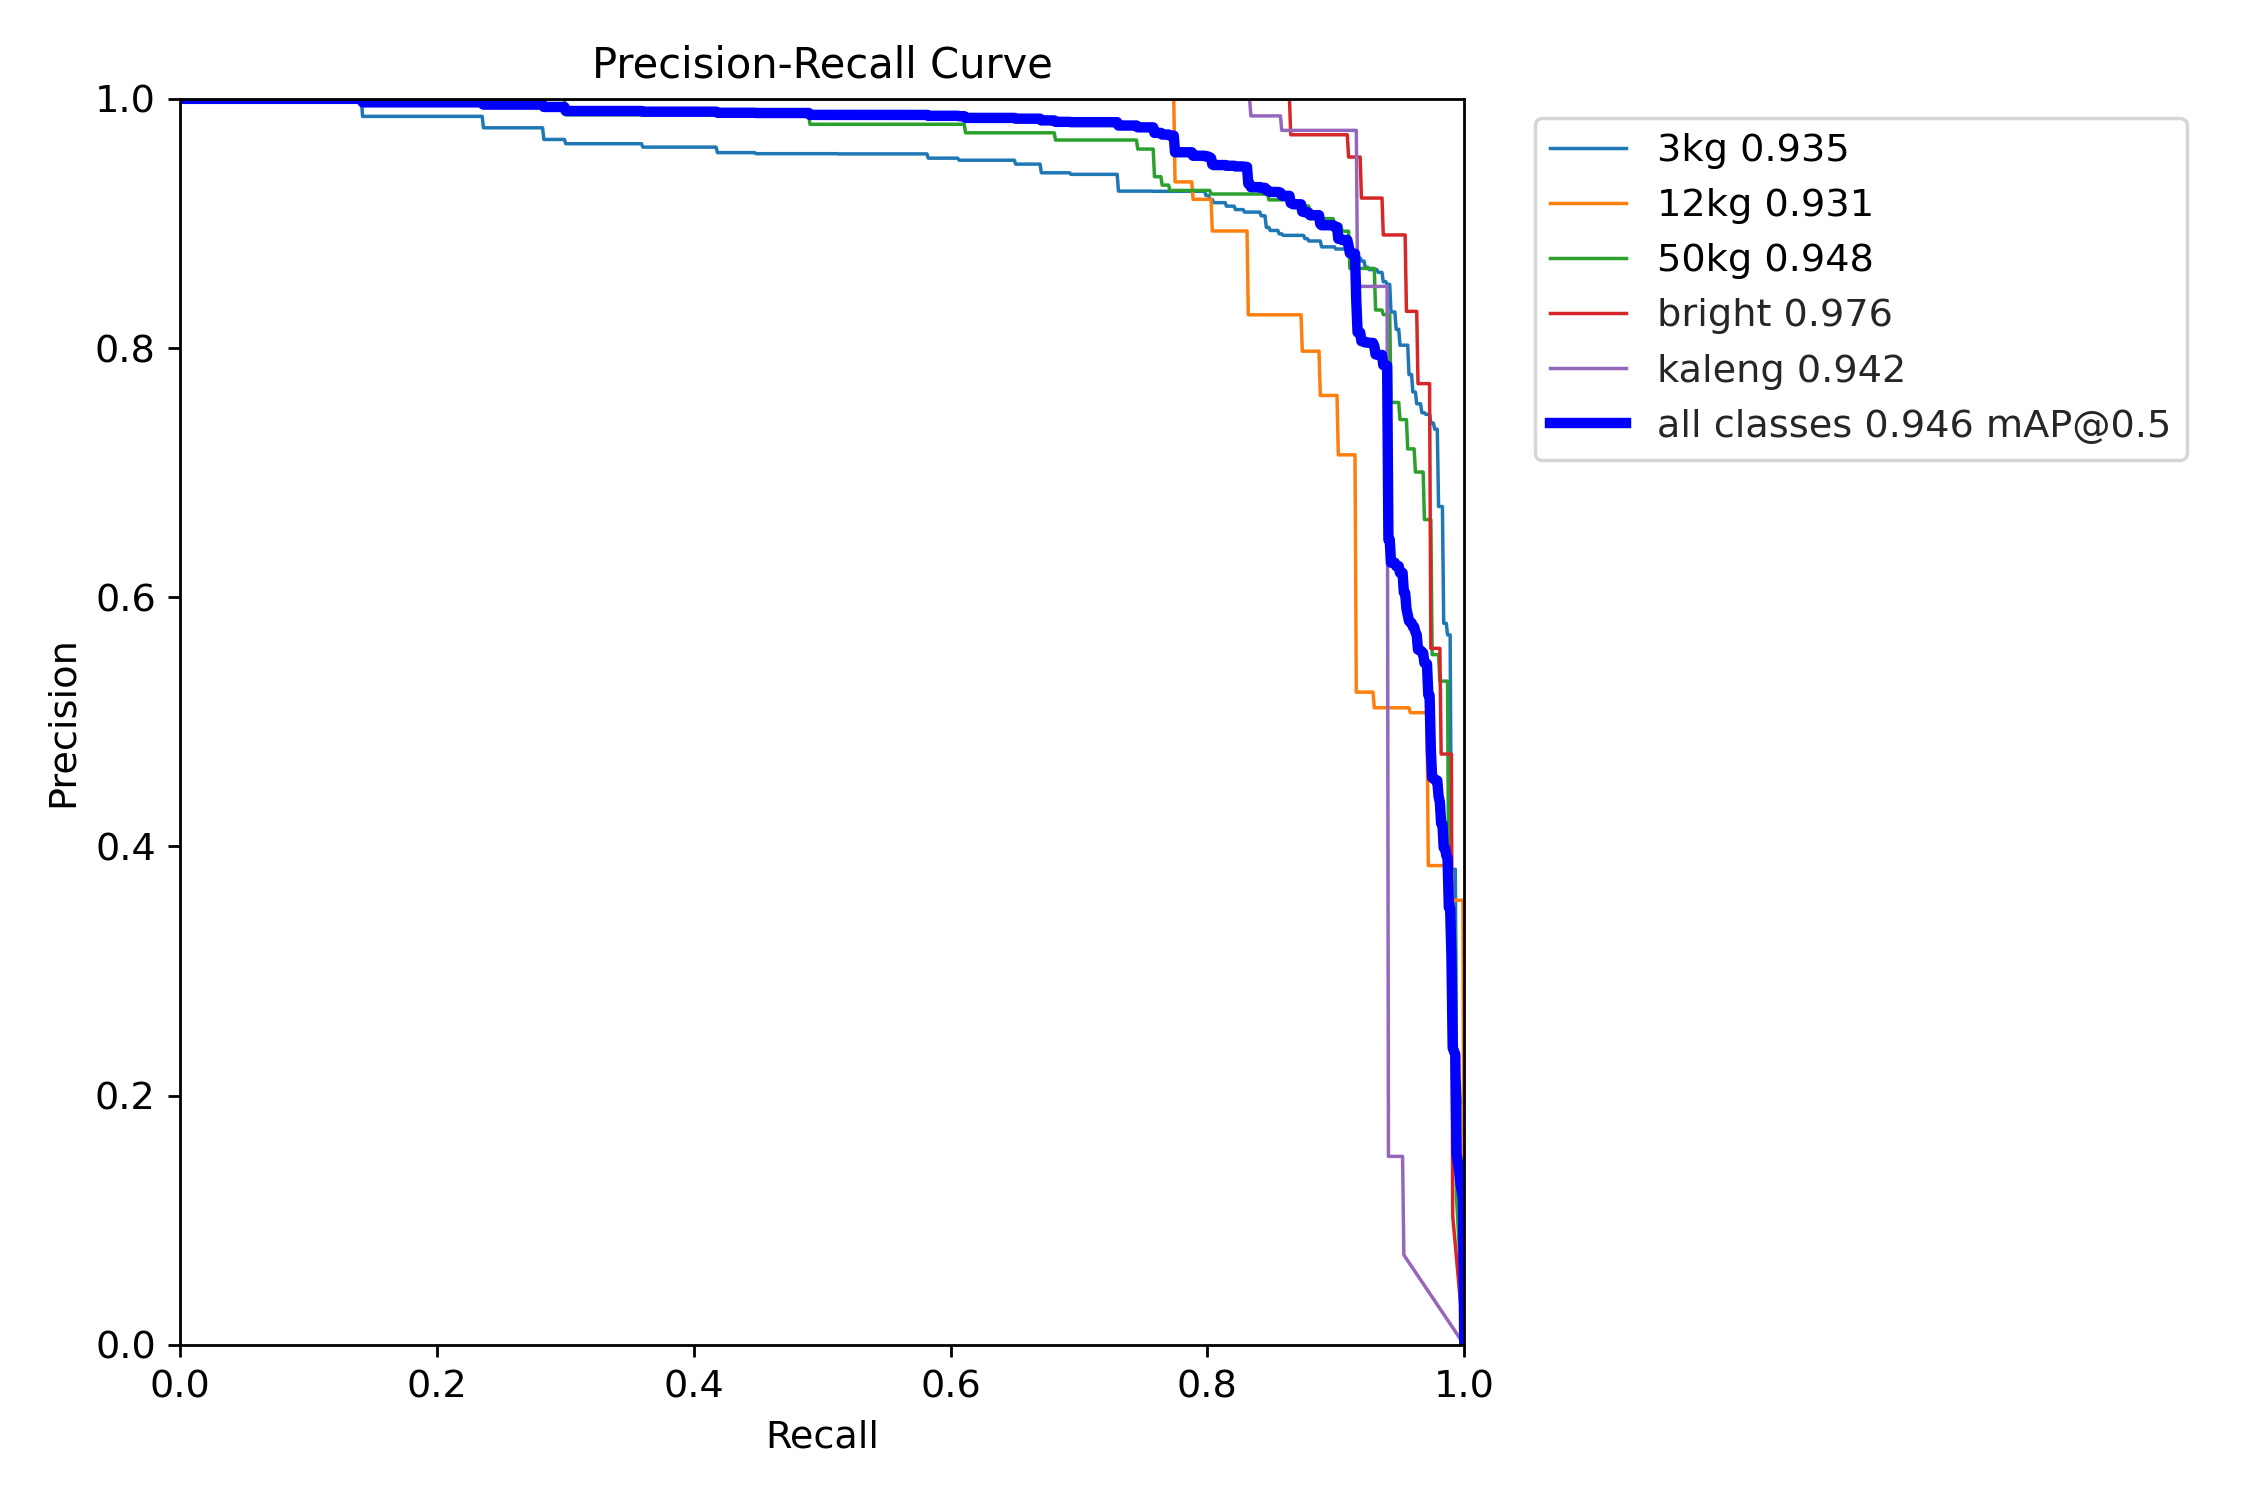 Precision-Recall Curve
1.0
0.8
0.6
0.4
0.2
0.0
Precision
0.0 0.2 0.4 0.6 0.8 1.0
Recall
3kg 0.935
12kg 0.931
50kg 0.948
bright 0.976
kaleng 0.942
all classes 0.946 mAP@0.5